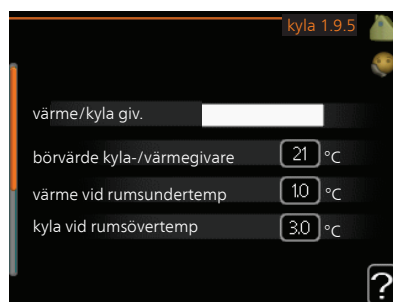 kyla 1.9.5
värme/kyla giv.
börvärde kyla-/värmegivare 21 °C
värme vid rumsundertemp 1.0 °C
kyla vid rumsövertemp 3.0 °C
?